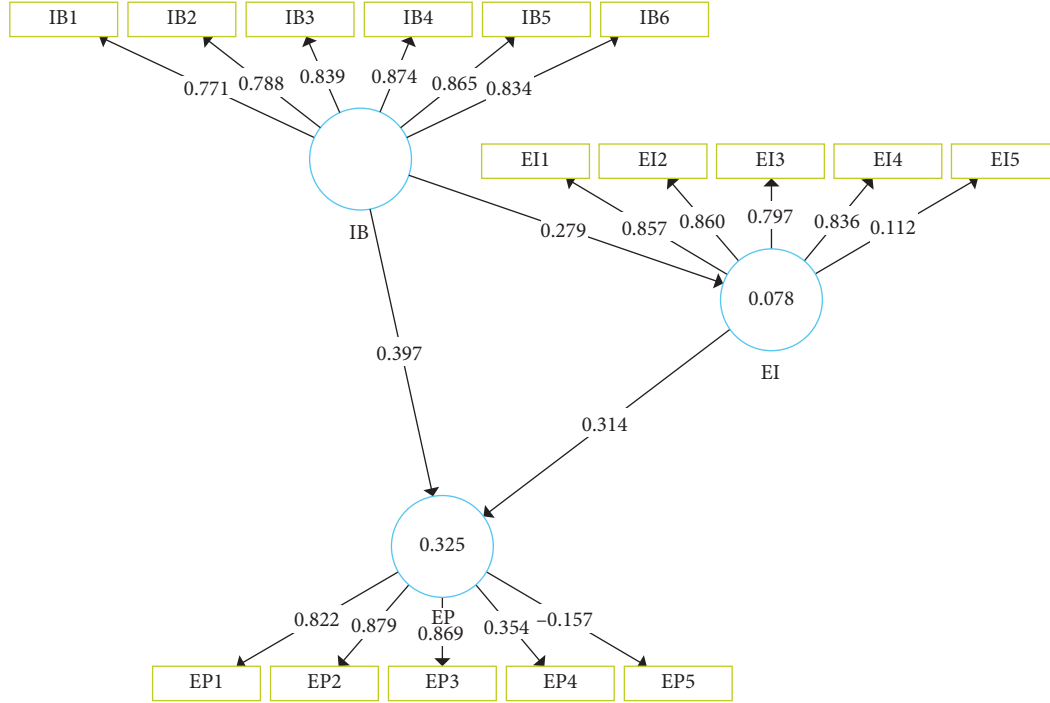 IB1 IB2 IB3 IB4 IB5 IB6
0.771 0.788 0.839 0.874 0.865 0.834
IB
EI1 EI2 EI3 EI4 EI5
0.279 0.857 0.860 0.797 0.836 0.112
0.078
EI
0.397
0.314
0.325
EP
0.822 0.879 0.869 0.354 −0.157
EP1 EP2 EP3 EP4 EP5